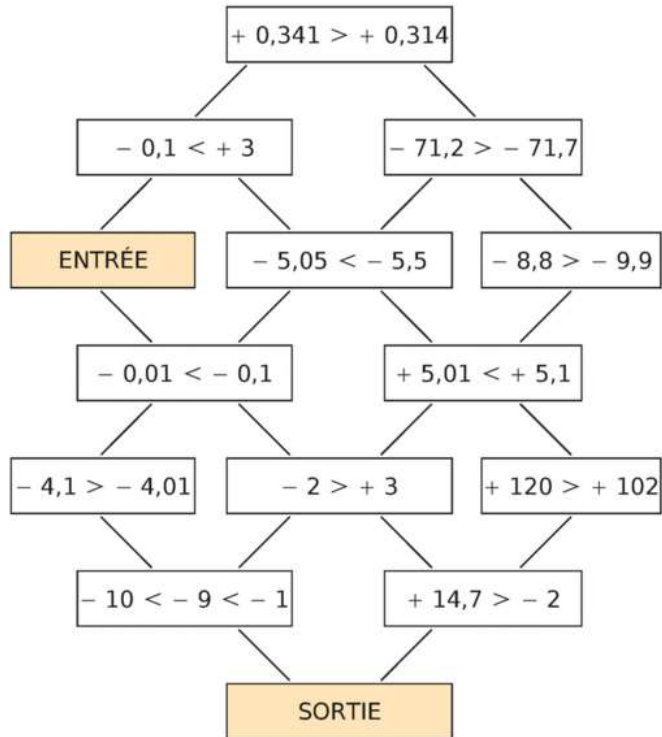 + 0,341 > + 0,314
− 0,1 < + 3
− 71,2 > − 71,7
ENTRÉE
− 5,05 < − 5,5
− 8,8 > − 9,9
− 0,01 < − 0,1
+ 5,01 < + 5,1
− 4,1 > − 4,01
− 2 > + 3
+ 120 > + 102
− 10 < − 9 < − 1
+ 14,7 > − 2
SORTIE